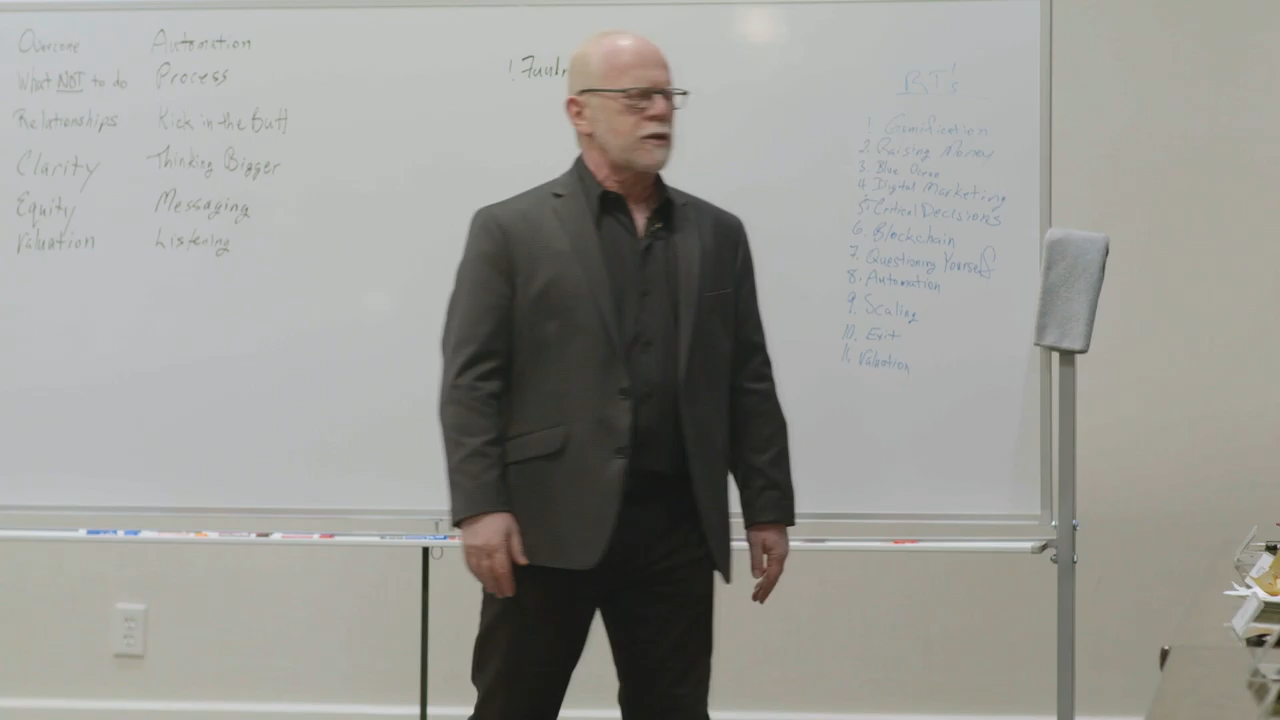 Overcome
What NOT to do
Relationships
Clarity
Equity
Valuation
Automation
Process
Kick in the Butt
Thinking Bigger
Messaging
Listening
RT's
1 Gamification
2. Raising Money
3. Blue Ocean
4 Digital Marketing
5. Critical Decisions
6. Blockchain
7. Questioning Yourself
8. Automation
9. Scaling
10. Exit
11. Valuation